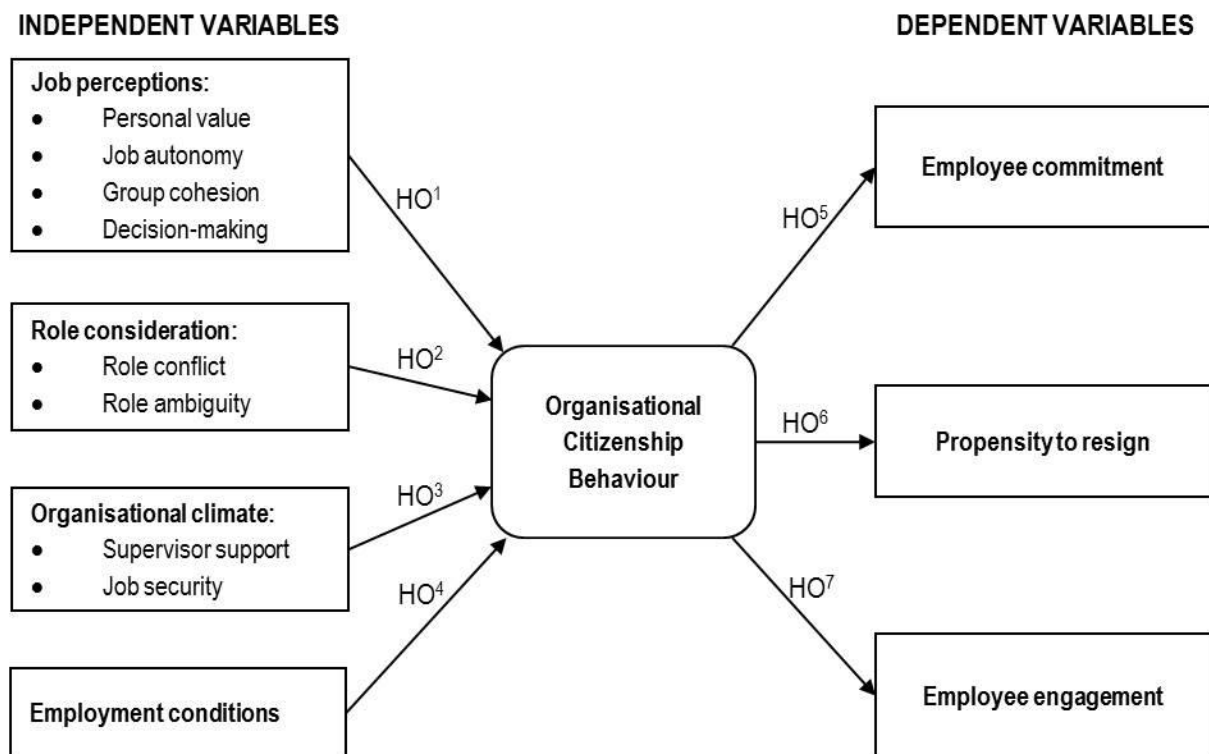 INDEPENDENT VARIABLES
Job perceptions:
● Personal value
● Job autonomy
● Group cohesion
● Decision-making
Role consideration:
● Role conflict
● Role ambiguity
Organisational climate:
● Supervisor support
● Job security
Employment conditions
HO¹
HO²
HO³
HO⁴
Organisational
Citizenship
Behaviour
HO⁵
HO⁶
HO⁷
DEPENDENT VARIABLES
Employee commitment
Propensity to resign
Employee engagement